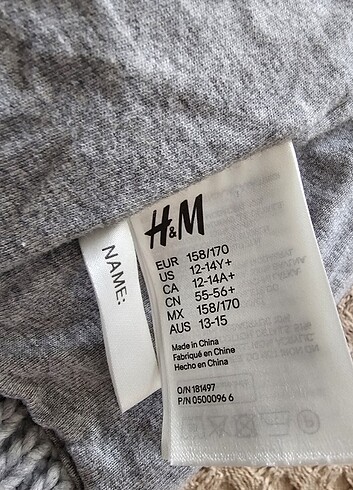 H&M
NAME:
EUR 158/170
US 12-14Y+
CA 12-14A+
CN 55-56+
MX 158/170
AUS 13-15
Made in China
Fabriqué en Chine
Hecho en China
O/N 181497
P/N 0500096 6